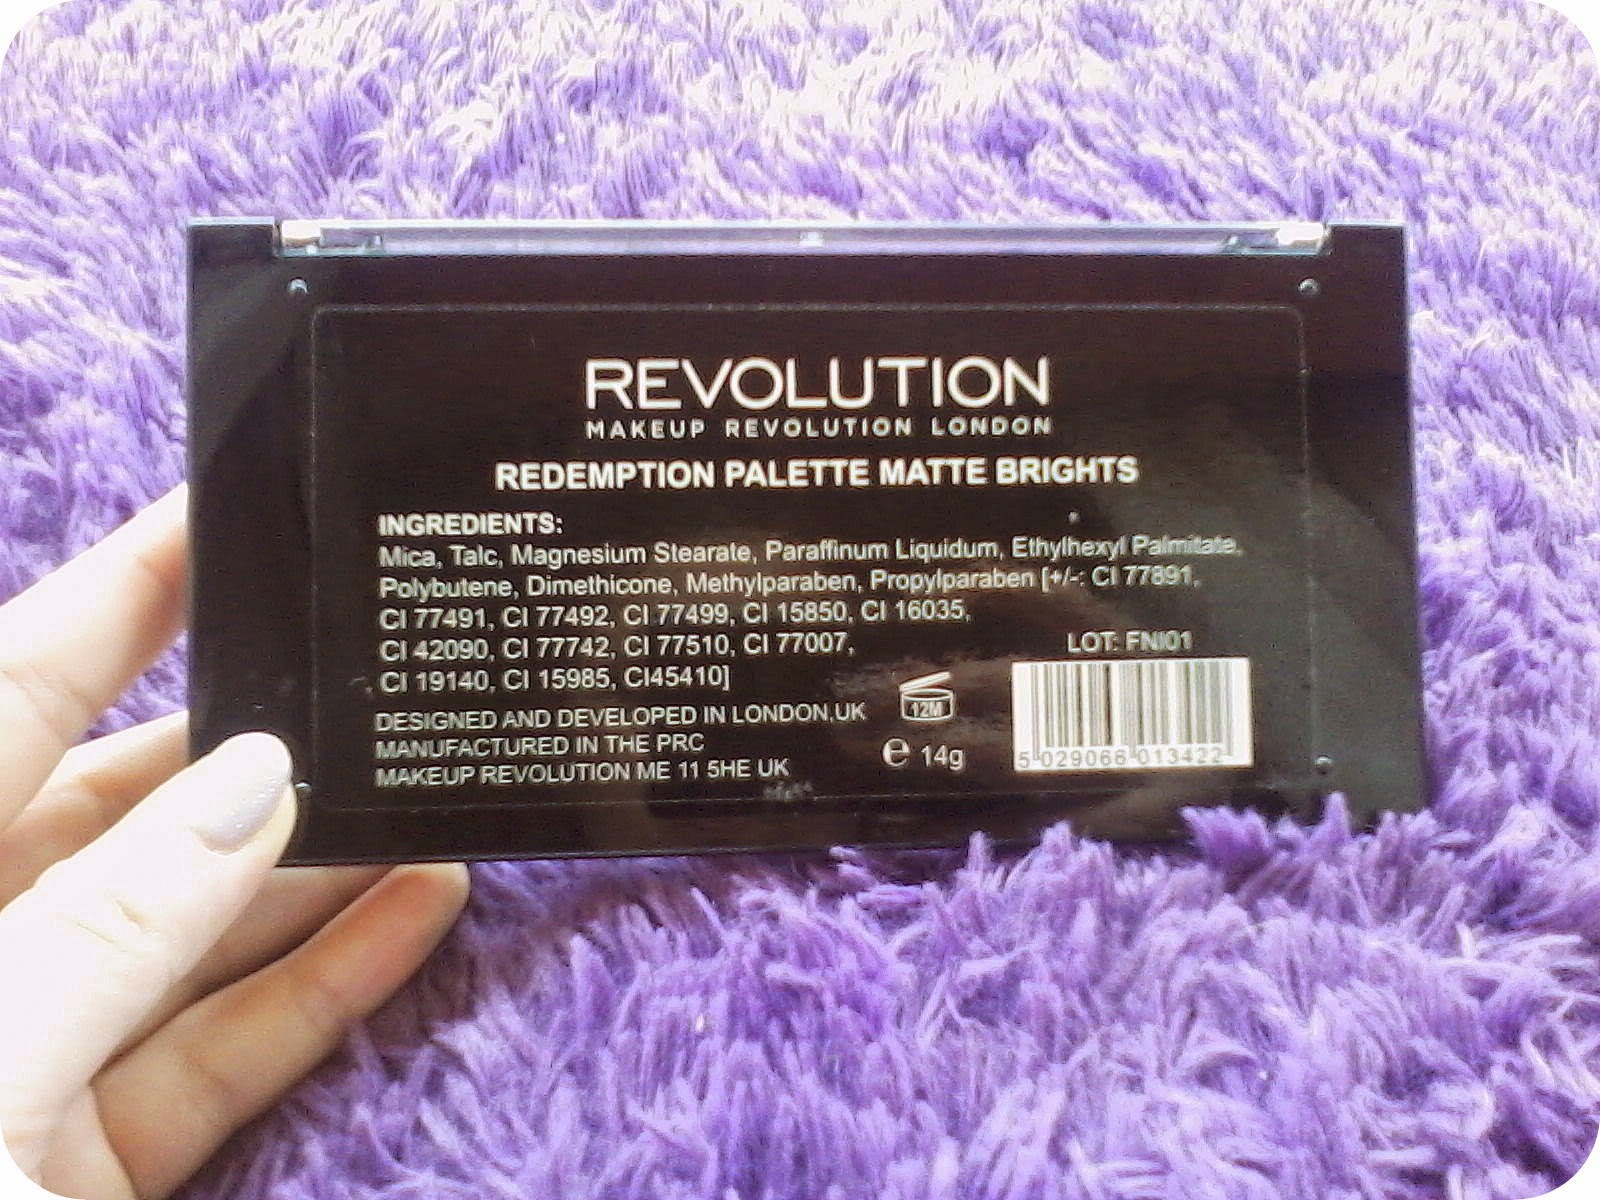 REVOLUTION
MAKEUP REVOLUTION LONDON
REDEMPTION PALETTE MATTE BRIGHTS
INGREDIENTS:
Mica, Talc, Magnesium Stearate, Paraffinum Liquidum, Ethylhexyl Palmitate,
Polybutene, Dimethicone, Methylparaben, Propylparaben [+/-: CI 77891,
CI 77491, CI 77492, CI 77499, CI 15850, CI 16035,
CI 42090, CI 77742, CI 77510, CI 77007,
CI 19140, CI 15985, CI45410]
DESIGNED AND DEVELOPED IN LONDON.UK
MANUFACTURED IN THE PRC
MAKEUP REVOLUTION ME 11 5HE UK
12M
e 14g
LOT: FNI01
5 029066 013422